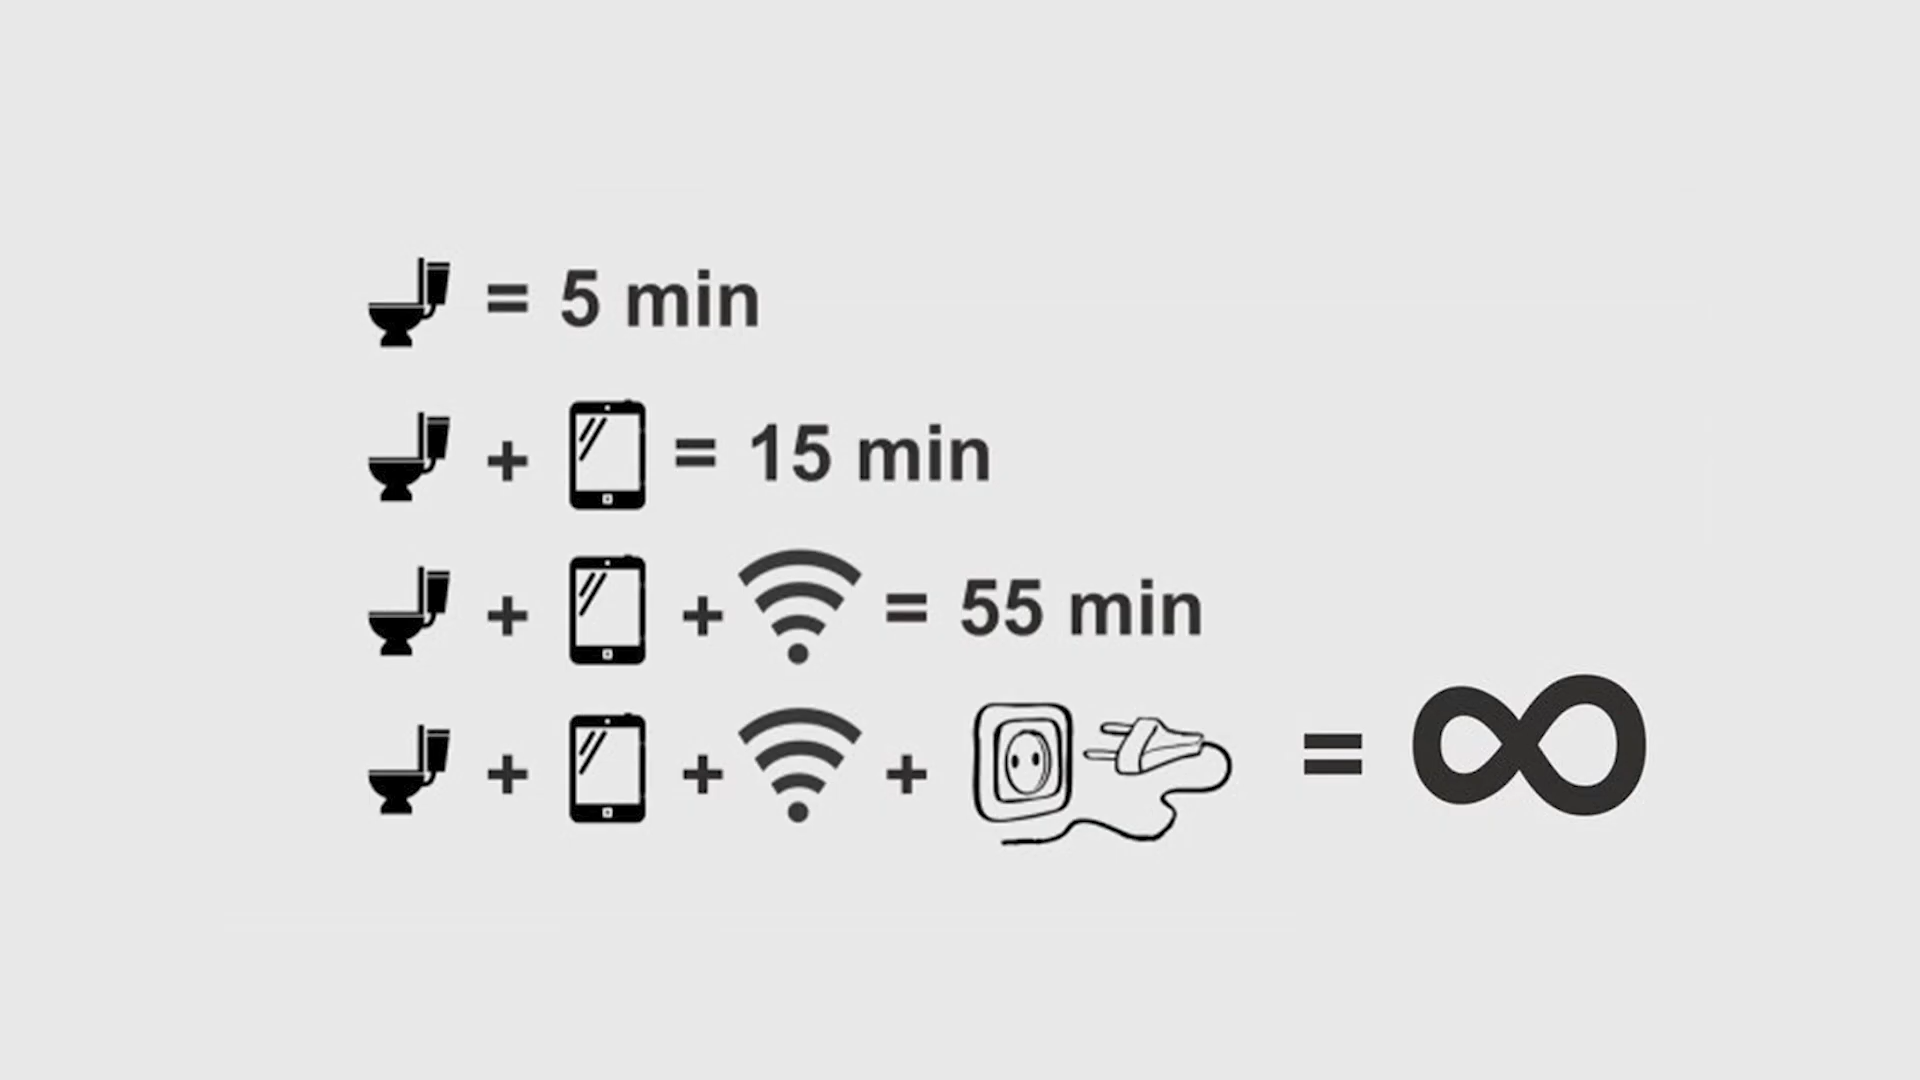 = 5 min
+ = 15 min
+ + = 55 min
+ + + = ∞